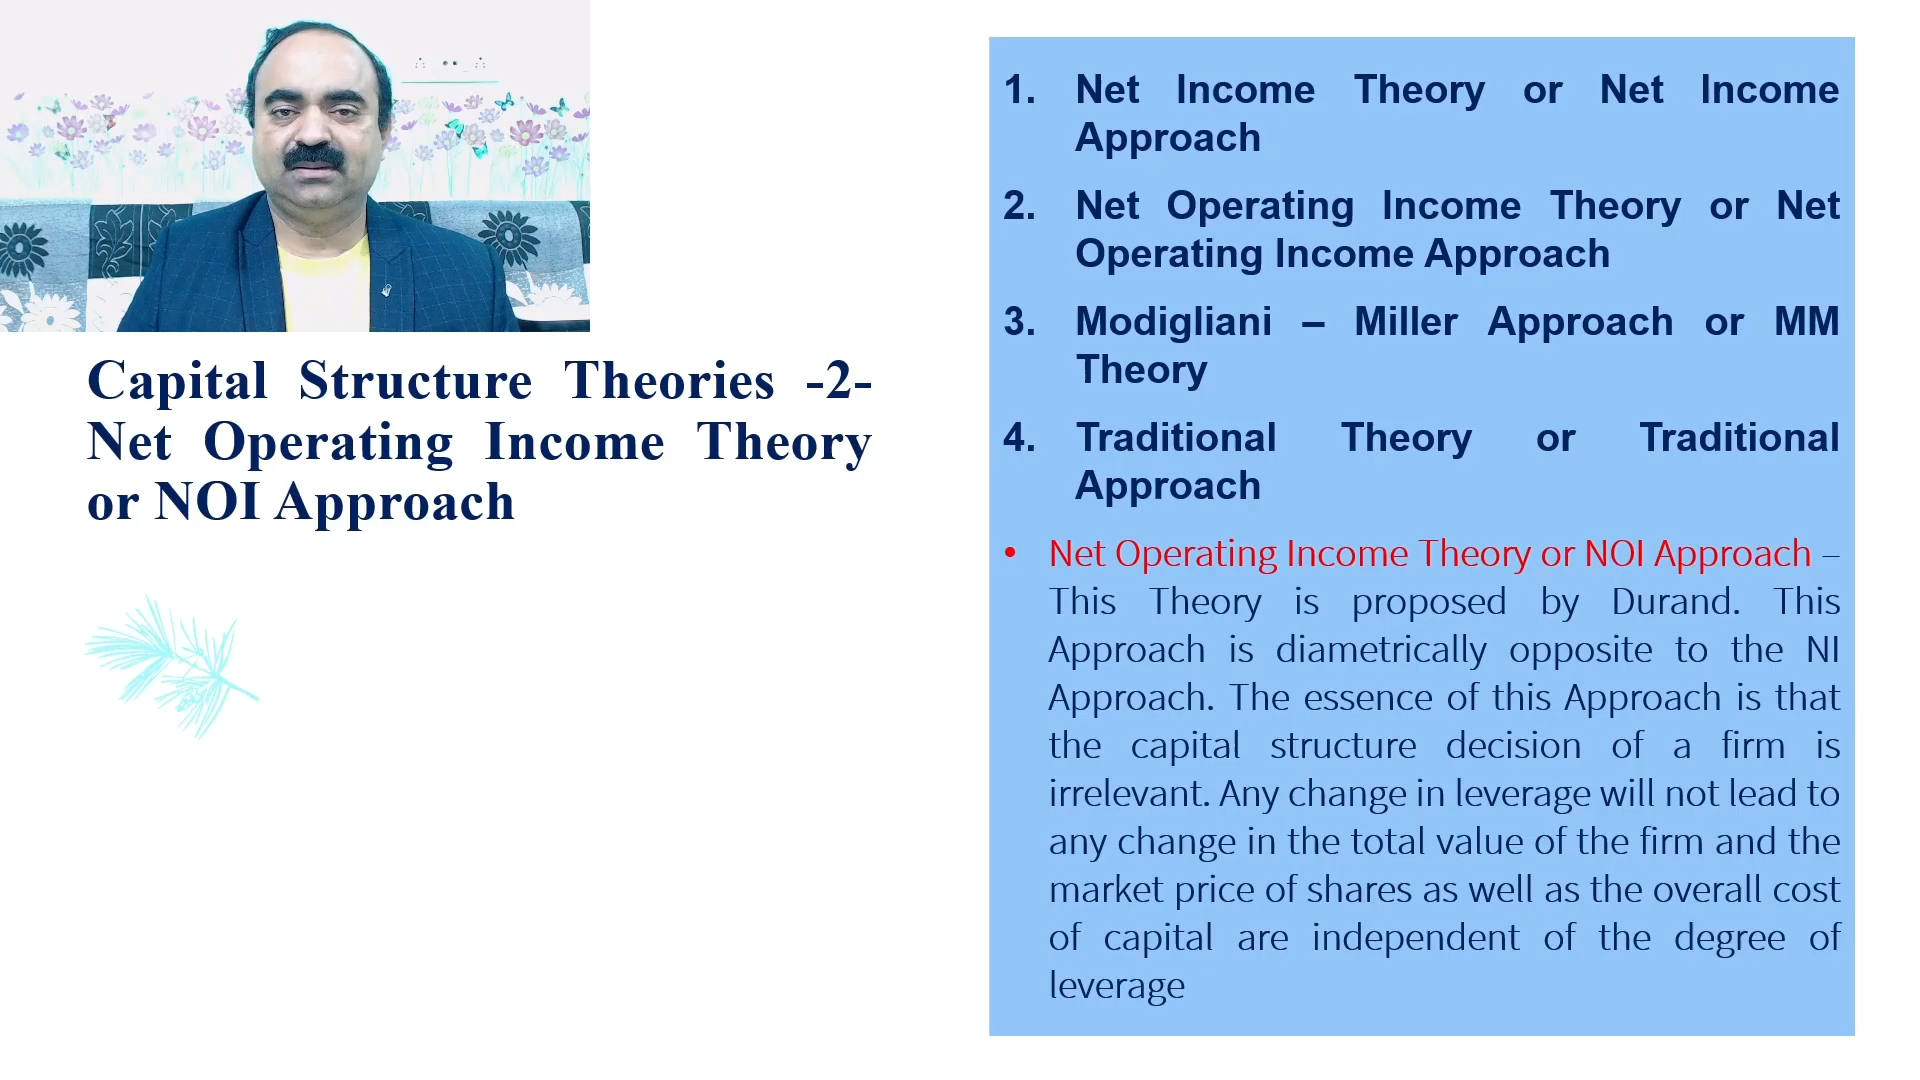 Capital Structure Theories -2-
Net Operating Income Theory
or NOI Approach
1. Net Income Theory or Net Income
Approach
2. Net Operating Income Theory or Net
Operating Income Approach
3. Modigliani – Miller Approach or MM
Theory
4. Traditional Theory or Traditional
Approach
• Net Operating Income Theory or NOI Approach –
This Theory is proposed by Durand. This
Approach is diametrically opposite to the NI
Approach. The essence of this Approach is that
the capital structure decision of a firm is
irrelevant. Any change in leverage will not lead to
any change in the total value of the firm and the
market price of shares as well as the overall cost
of capital are independent of the degree of
leverage